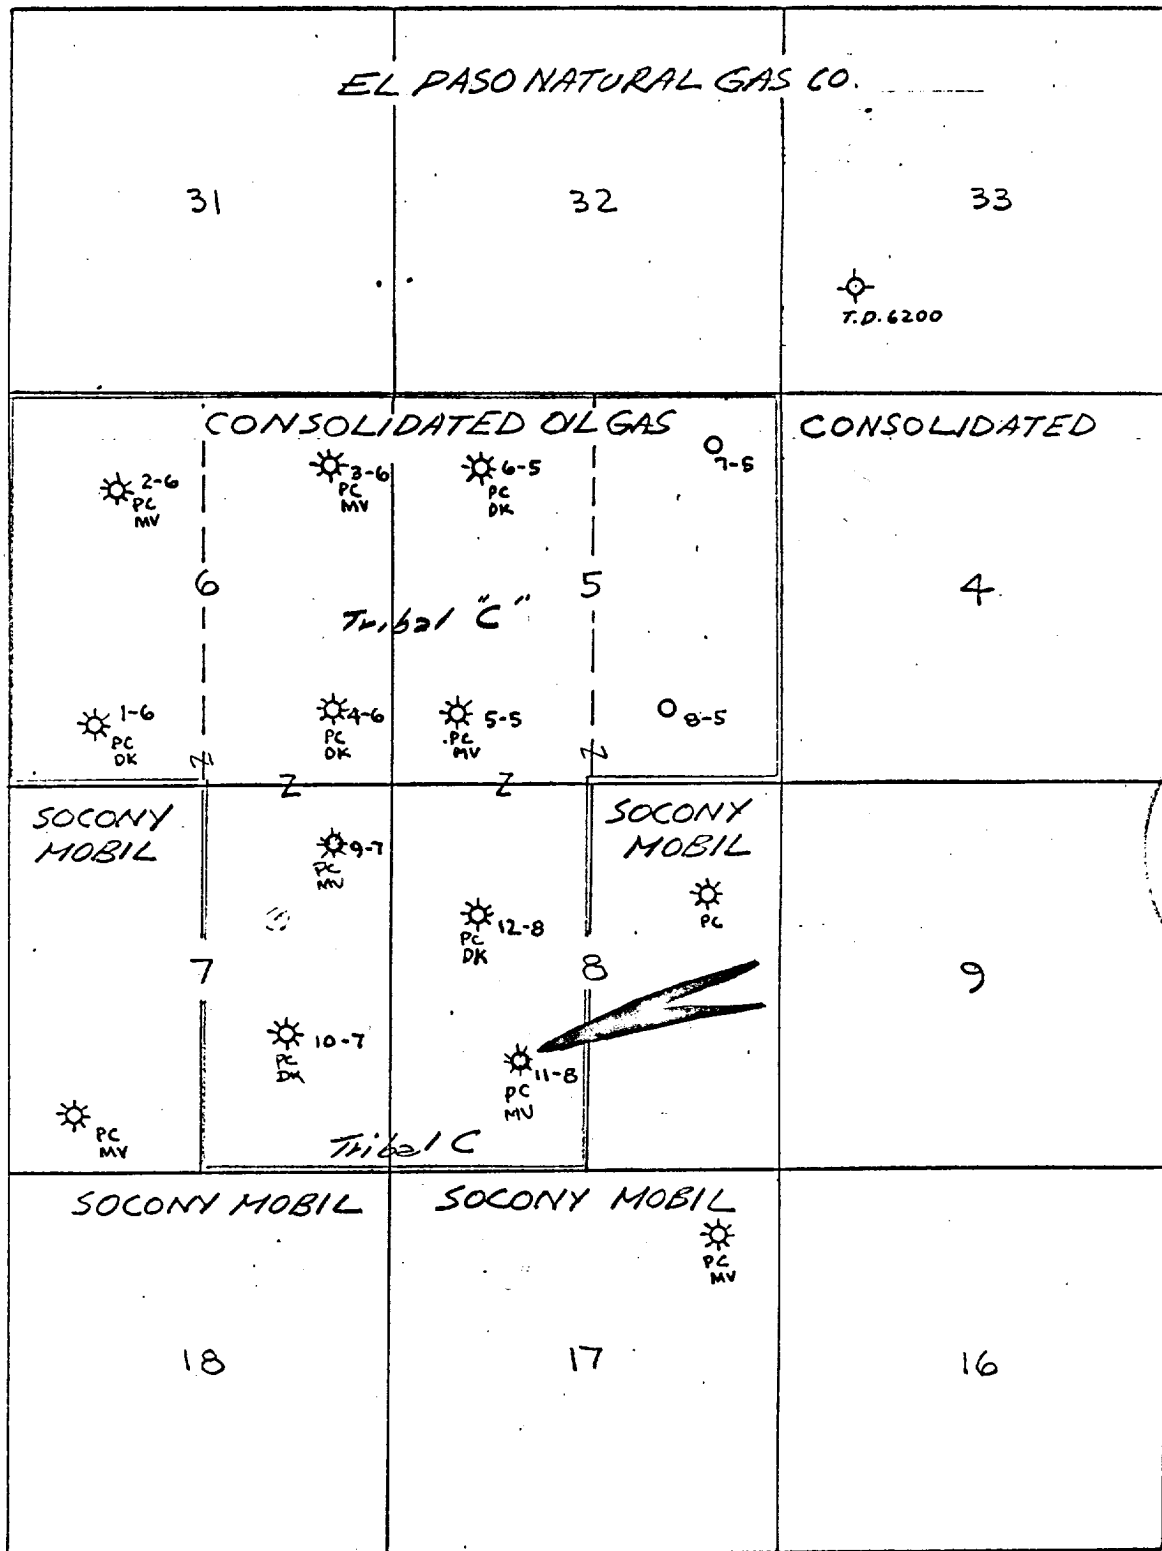 EL PASO NATURAL GAS CO.
31
32
33
T.D. 6200
CONSOLIDATED OIL GAS
CONSOLIDATED
2-6
PC
MV
3-6
PC
MV
6-5
PC
DK
7-5
6
5
4
Tribal "C"
1-6
PC
DK
4-6
PC
DK
5-5
PC
MV
8-5
Z
Z
Z
Z
SOCONY
MOBIL
9-7
PC
MV
SOCONY
MOBIL
PC
12-8
PC
DK
7
8
9
10-7
PC
DK
11-8
PC
MV
PC
MV
Tribal C
SOCONY MOBIL
SOCONY MOBIL
PC
MV
18
17
16